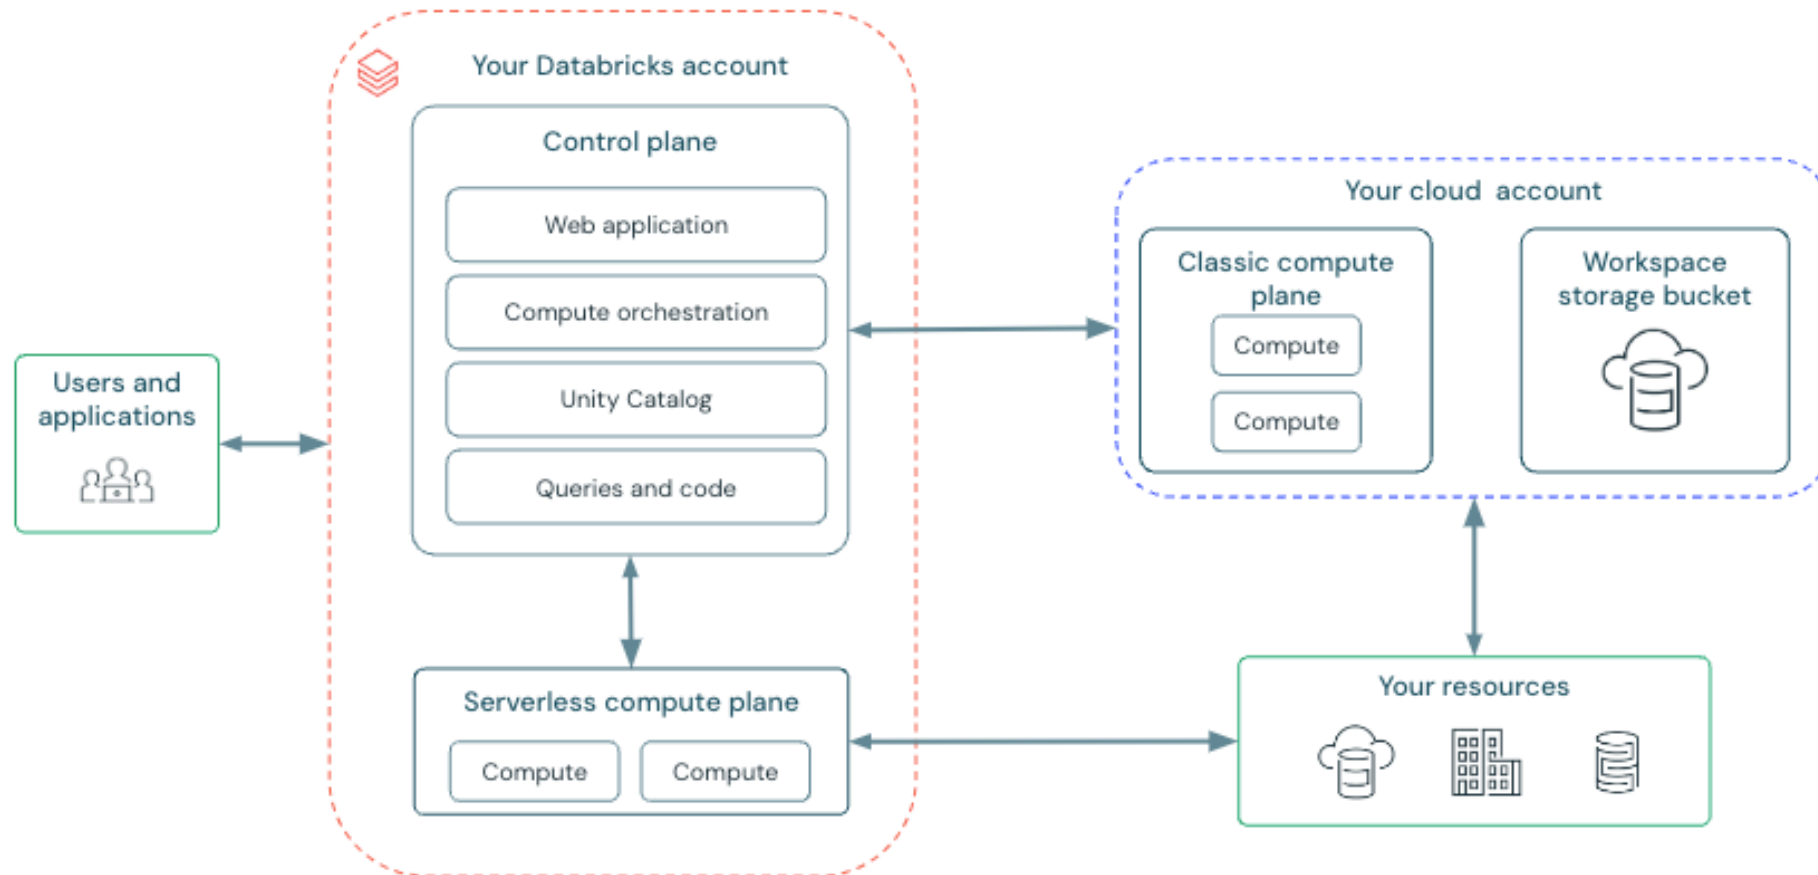 Your Databricks account
Control plane
Web application
Compute orchestration
Unity Catalog
Queries and code
Users and
applications
Serverless compute plane
Compute
Compute
Your cloud account
Classic compute
plane
Compute
Compute
Workspace
storage bucket
Your resources